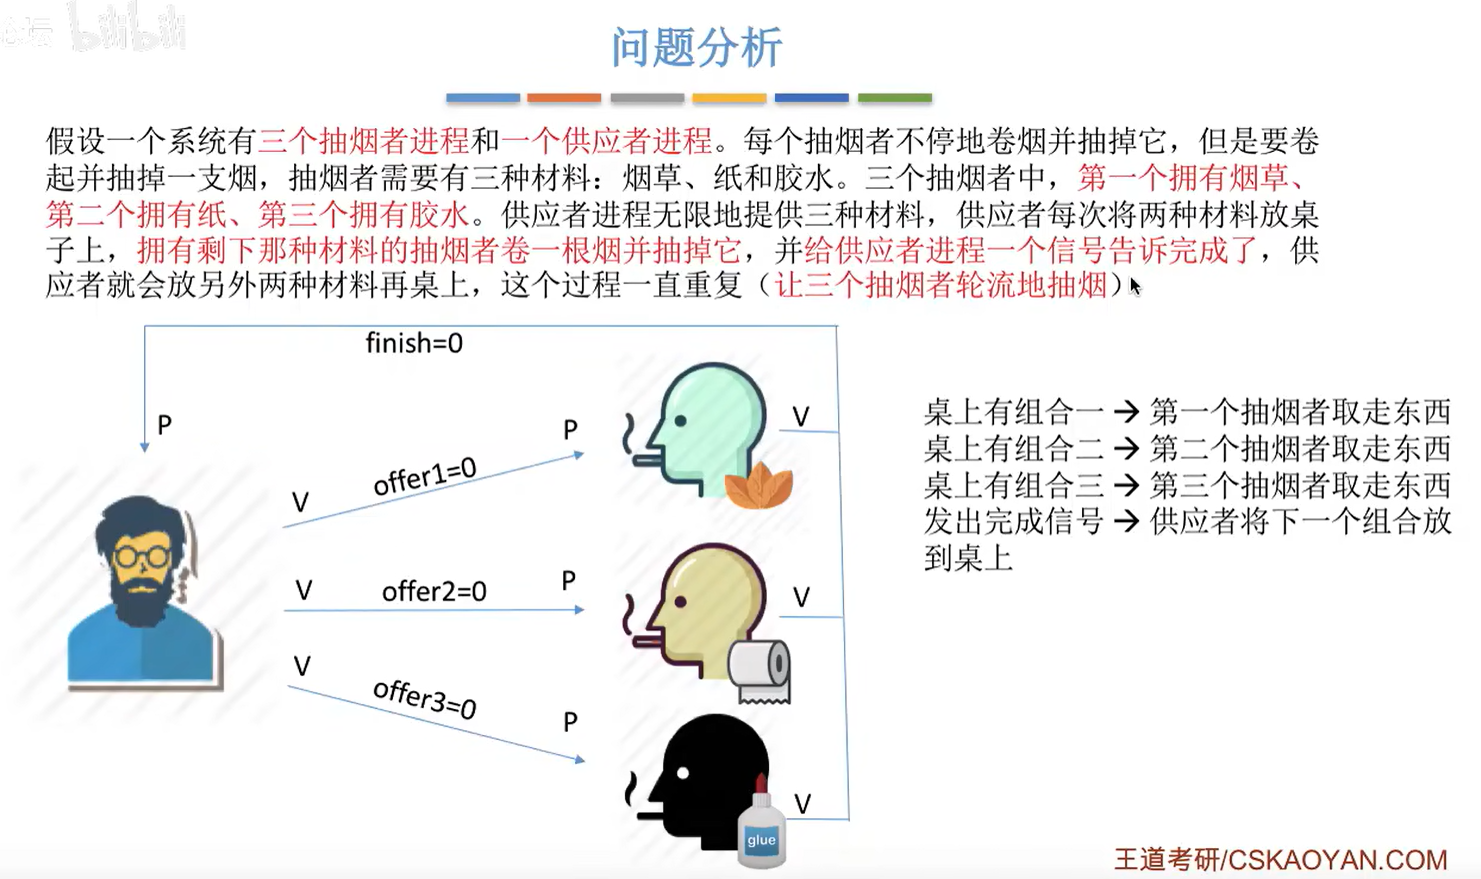 bilibili
问题分析
假设一个系统有三个抽烟者进程和一个供应者进程。每个抽烟者不停地卷烟并抽掉它，但是要卷
起并抽掉一支烟，抽烟者需要有三种材料：烟草、纸和胶水。三个抽烟者中，第一个拥有烟草、
第二个拥有纸、第三个拥有胶水。供应者进程无限地提供三种材料，供应者每次将两种材料放桌
子上，拥有剩下那种材料的抽烟者卷一根烟并抽掉它，并给供应者进程一个信号告诉完成了，供
应者就会放另外两种材料再桌上，这个过程一直重复（让三个抽烟者轮流地抽烟）
finish=0
P
V
offer1=0
P
V
V
offer2=0
P
V
V
offer3=0
P
V
glue
桌上有组合一 → 第一个抽烟者取走东西
桌上有组合二 → 第二个抽烟者取走东西
桌上有组合三 → 第三个抽烟者取走东西
发出完成信号 → 供应者将下一个组合放
到桌上
王道考研/CSKAOYAN.COM